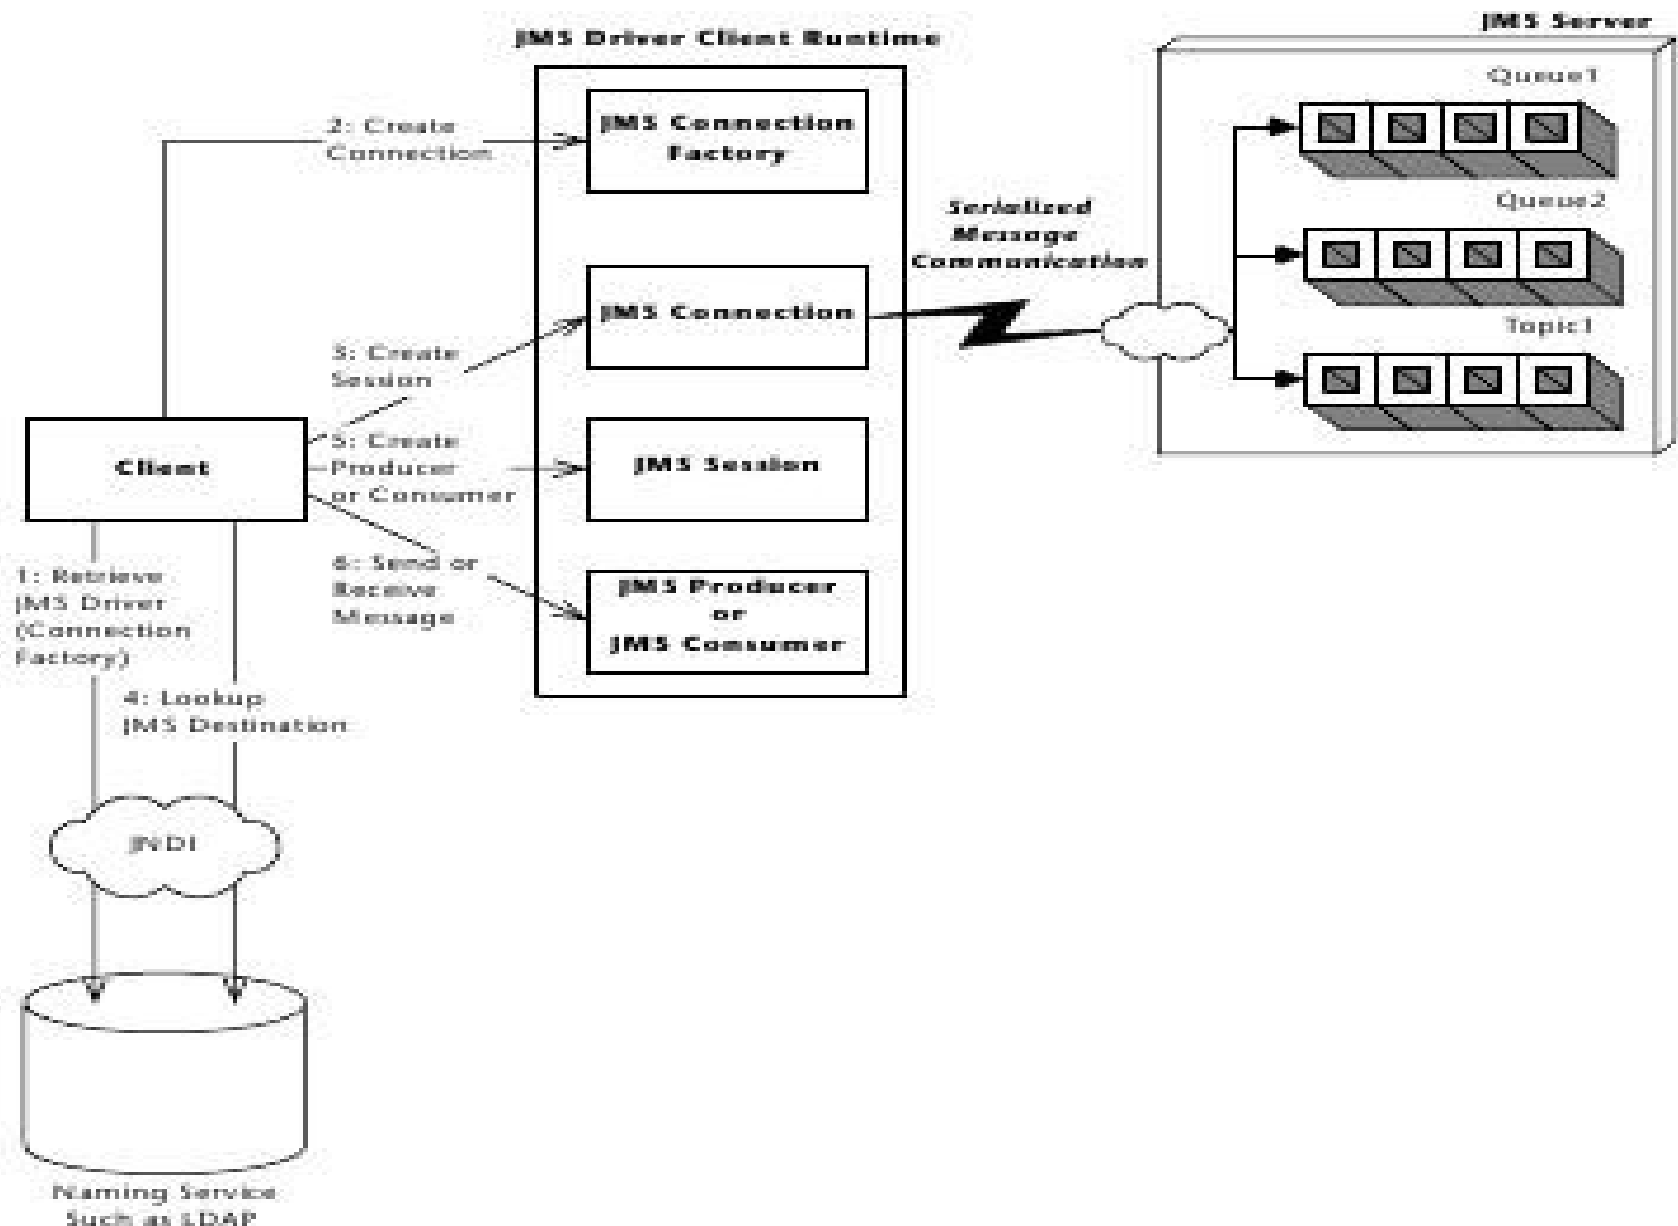 JMS Driver Client Runtime
JMS Server
Queue1
Queue2
Topic1
2: Create
Connection
JMS Connection
Factory
Serialized
Message
Communication
JMS Connection
3: Create
Session
Client
5: Create
Producer
or Consumer
JMS Session
6: Send or
Receive
Message
JMS Producer
or
JMS Consumer
1: Retrieve
JMS Driver
(Connection
Factory)
4: Lookup
JMS Destination
JNDI
Naming Service
Such as LDAP